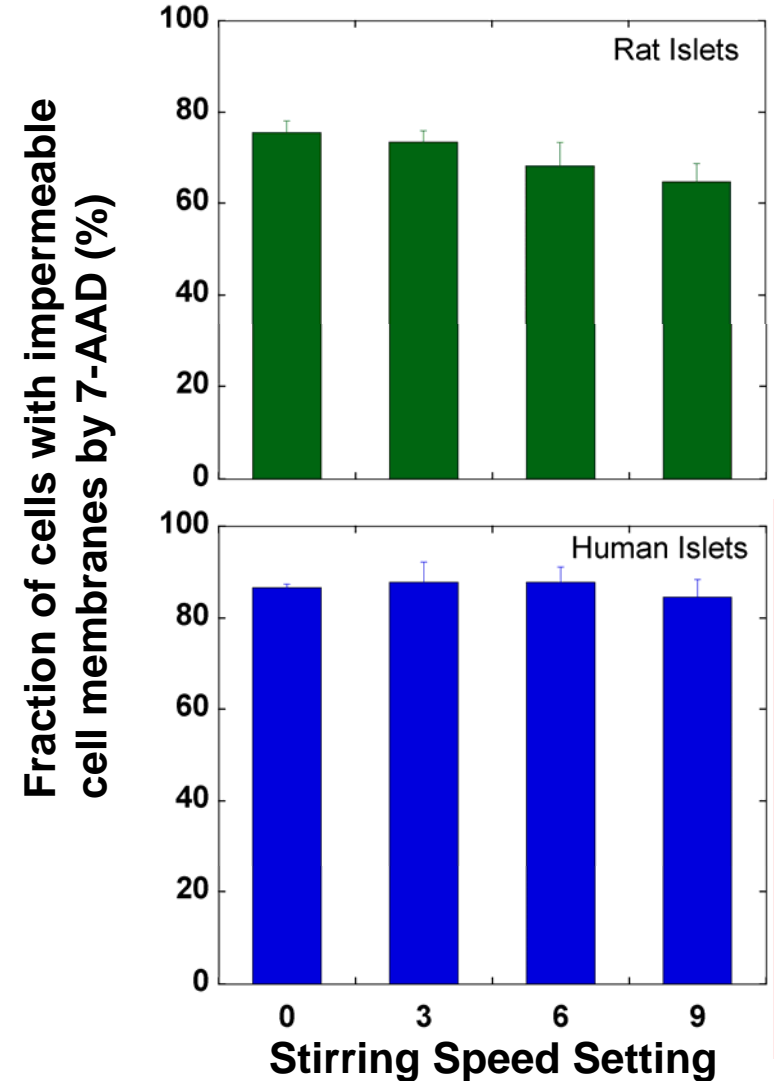 Fraction of cells with impermeable
cell membranes by 7-AAD (%)
100
Rat Islets
80
60
40
20
0
100
Human Islets
80
60
40
20
0
0 3 6 9
Stirring Speed Setting